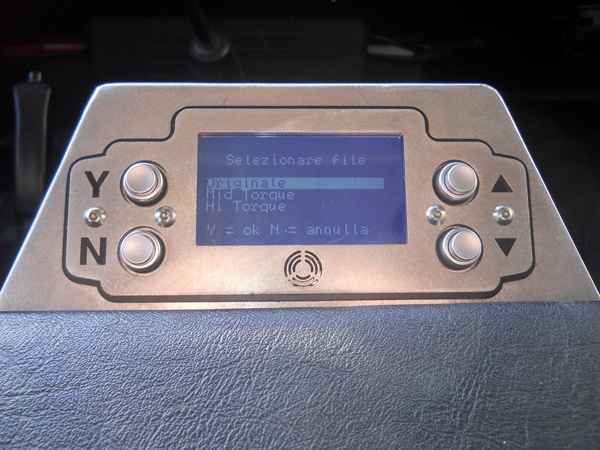 Selezionare file
Originale
Mid Torque
Hi Torque
Y = ok N = annulla
Y
N